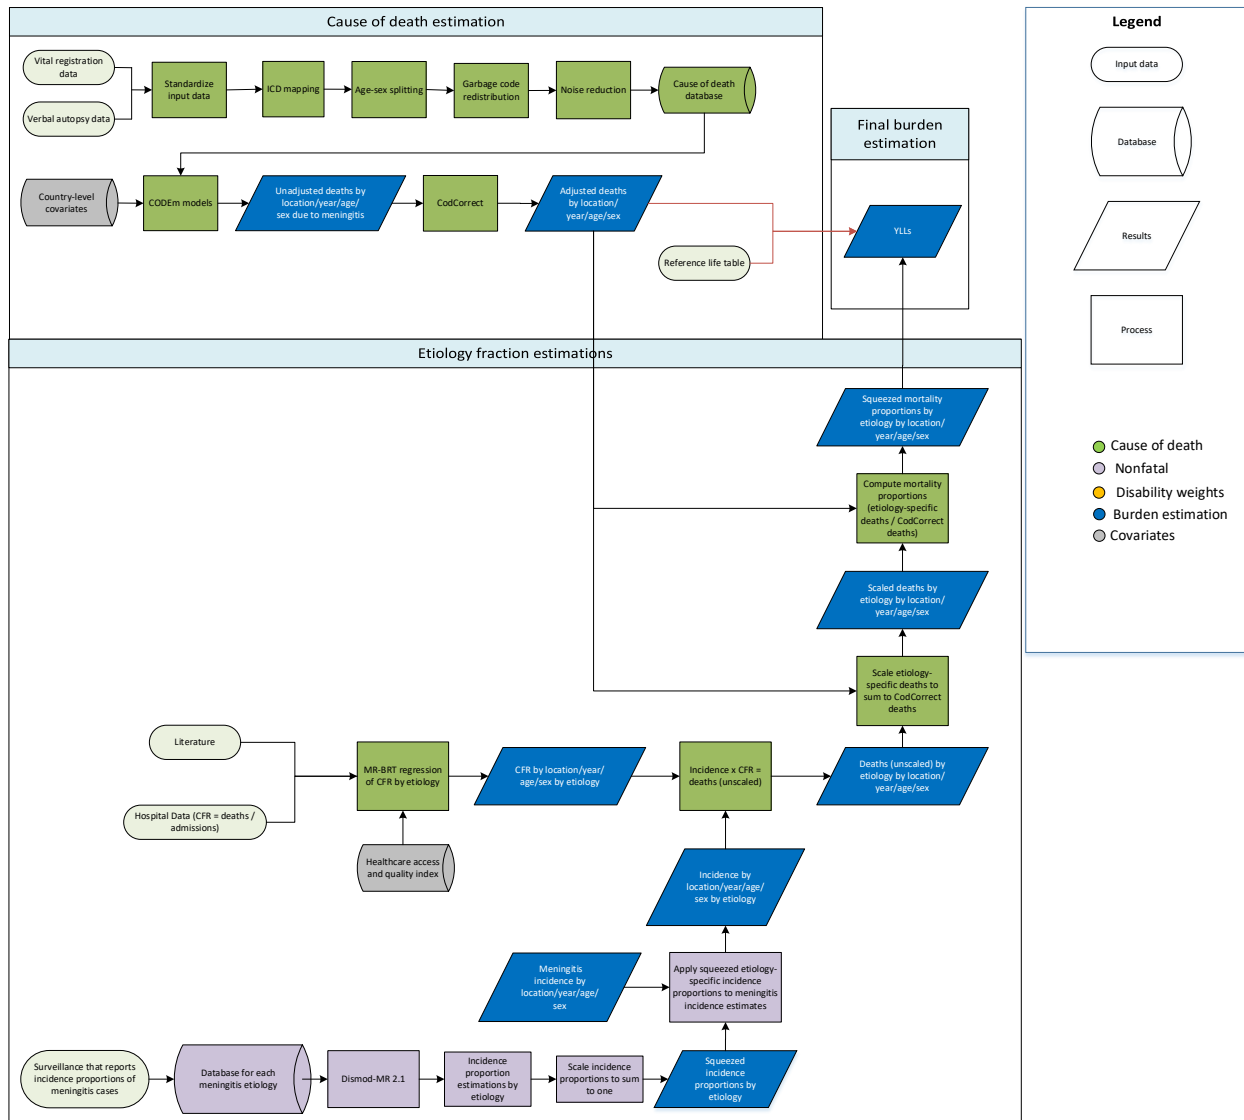 Cause of death estimation
Vital registration
data
Verbal autopsy data
Standardize
input data
ICD mapping
Age-sex splitting
Garbage code
redistribution
Noise reduction
Cause of death
database
Country-level
covariates
CODEm models
Unadjusted deaths by
location/year/age/
sex due to meningitis
CodCorrect
Adjusted deaths
by location/
year/age/sex
Reference life table
Final burden
estimation
YLLs
Etiology fraction estimations
Squeezed mortality
proportions by
etiology by location/
year/age/sex
Compute mortality
proportions
(etiology-specific
deaths / CodCorrect
deaths)
Scaled deaths by
etiology by location/
year/age/sex
Scale etiology-
specific deaths to
sum to CodCorrect
deaths
Literature
Hospital Data (CFR = deaths /
admissions)
MR-BRT regression
of CFR by etiology
Healthcare access
and quality index
CFR by location/year/
age/sex by etiology
Incidence x CFR =
deaths (unscaled)
Deaths (unscaled) by
etiology by location/
year/age/sex
Incidence by
location/year/age/
sex by etiology
Meningitis
incidence by
location/year/age/
sex
Apply squeezed etiology-
specific incidence
proportions to meningitis
incidence estimates
Surveillance that reports
incidence proportions of
meningitis cases
Database for each
meningitis etiology
Dismod-MR 2.1
Incidence
proportion
estimations by
etiology
Scale incidence
proportions to sum
to one
Squeezed
incidence
proportions by
etiology
Legend
Input data
Database
Results
Process
Cause of death
Nonfatal
Disability weights
Burden estimation
Covariates